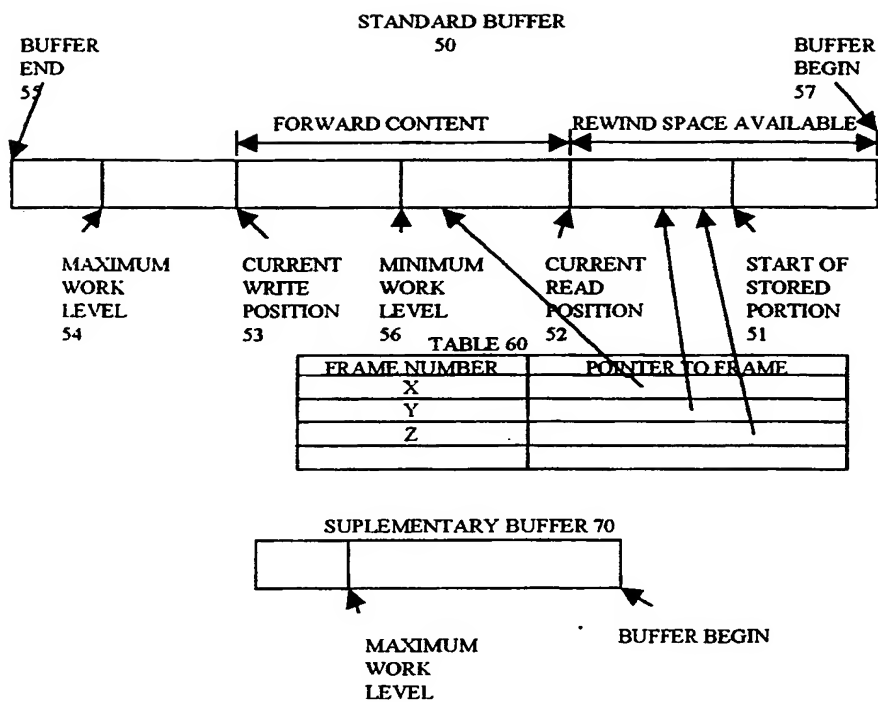 STANDARD BUFFER
50
BUFFER
END
55
BUFFER
BEGIN
57
FORWARD CONTENT
REWIND SPACE AVAILABLE
MAXIMUM
WORK
LEVEL
54
CURRENT
WRITE
POSITION
53
MINIMUM
WORK
LEVEL
56
CURRENT
READ
POSITION
52
START OF
STORED
PORTION
51
TABLE 60
FRAME NUMBER POINTER TO FRAME
X
Y
Z
SUPLEMENTARY BUFFER 70
MAXIMUM
WORK
LEVEL
BUFFER BEGIN